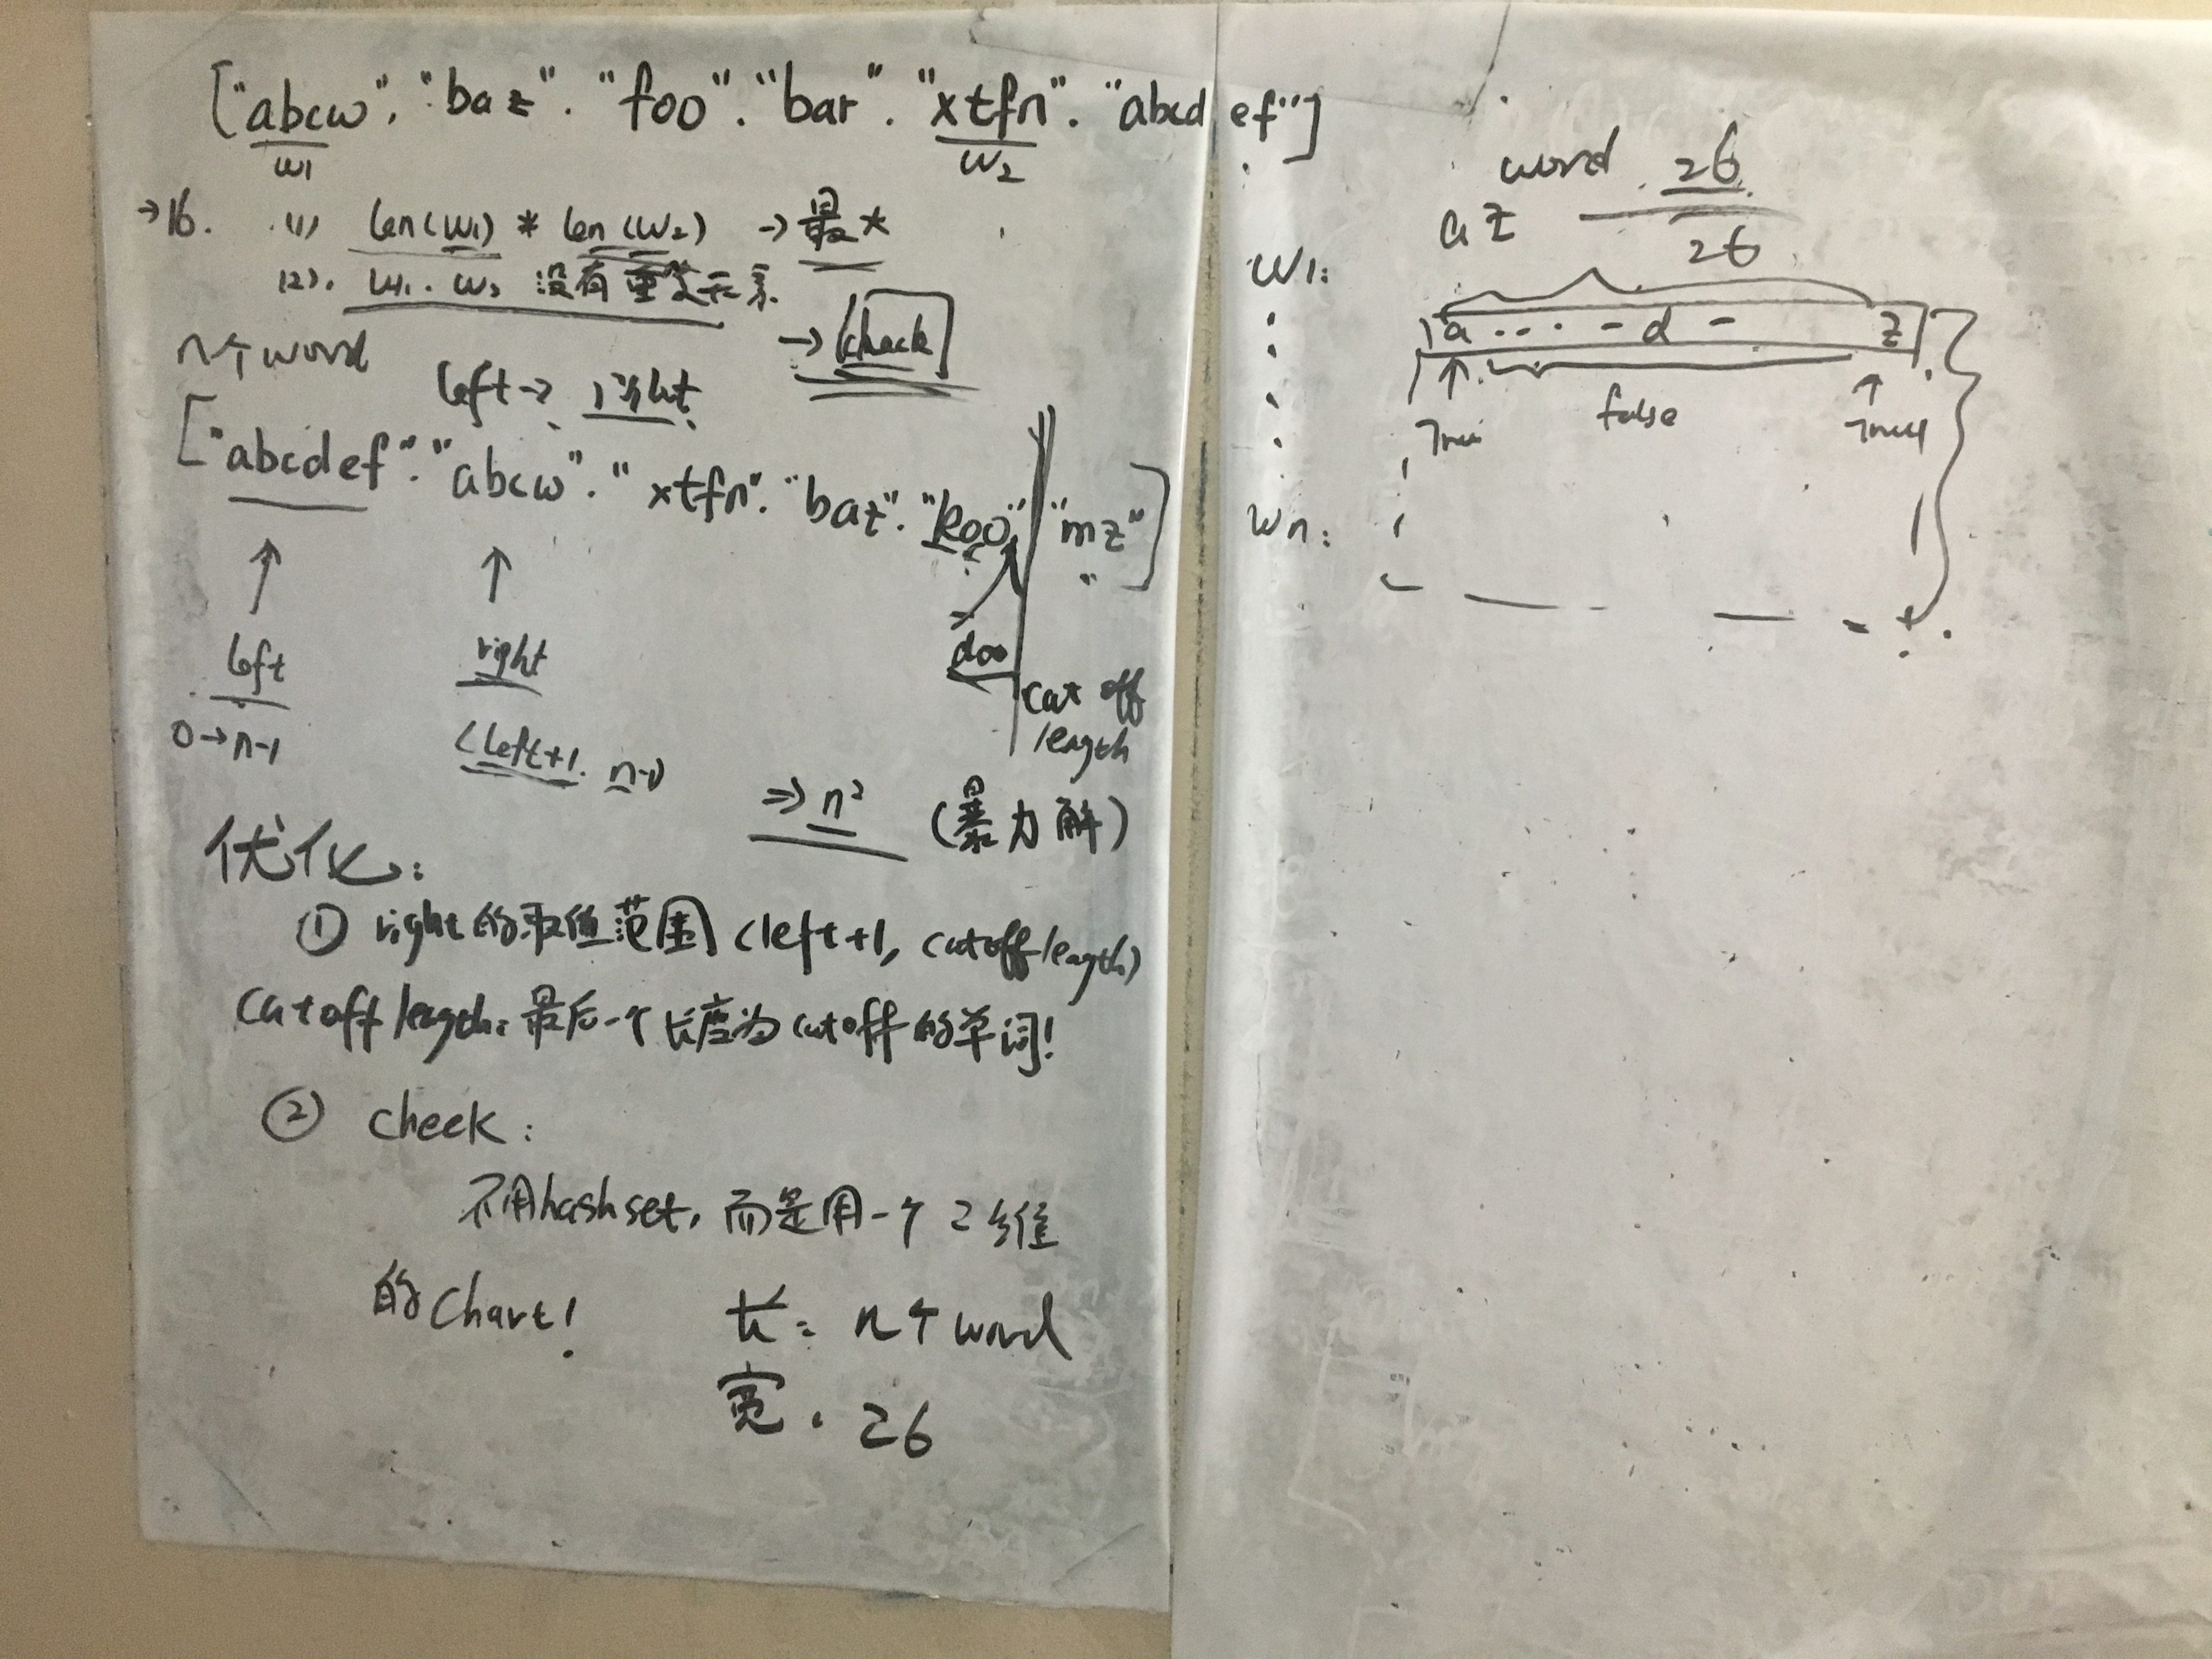 ["abcw". "baz". "foo". "bar". "xtfn". "abcdef"]
w1 w2
→16. (1) len(w1) * len(w2) → 最大
(2). w1. w2 没有重复元素. → check
n个word
left → right
["abcdef". "abcw". "xtfn". "baz". "koo" "mz"]
left right
doo
cut off
length
0→n-1 (left+1. n-1)
⇒ n² (暴力解)
优化:
① right的取值范围 (left+1, cutoff length)
cutoff length: 最后一个长度为cutoff的单词!
② check:
不用hashset, 而是用一个2维
的Chart!
长: n个word
宽. 26
word 26
az 26
w1:
a ... - d - z
True false True
wn: